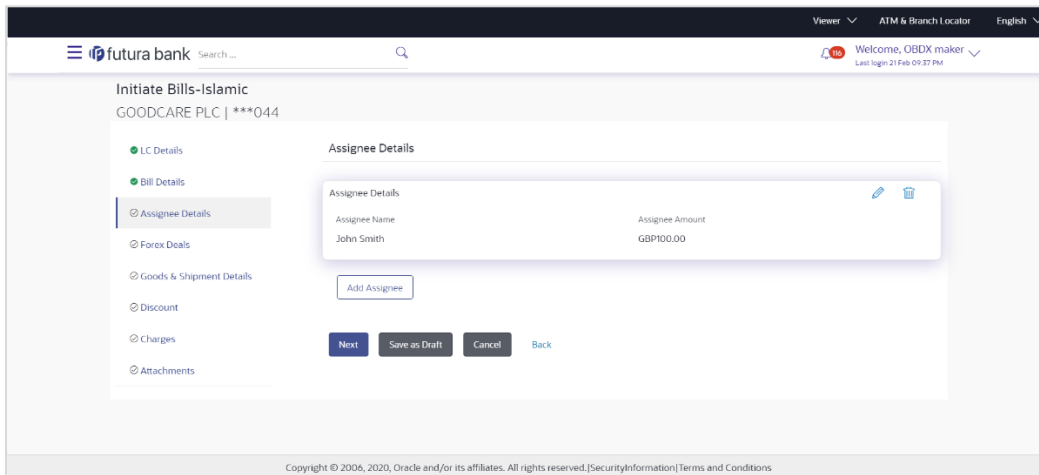 Viewer ATM & Branch Locator English
futura bank Search ... 116 Welcome, OBDX maker
Last login 21 Feb 09.37 PM
Initiate Bills-Islamic
GOODCARE PLC | ***044
LC Details
Bill Details
Assignee Details
Forex Deals
Goods & Shipment Details
Discount
Charges
Attachments
Assignee Details
Assignee Details
Assignee Name Assignee Amount
John Smith GBP100.00
Add Assignee
Next Save as Draft Cancel Back
Copyright © 2006, 2020, Oracle and/or its affiliates. All rights reserved.|SecurityInformation|Terms and Conditions